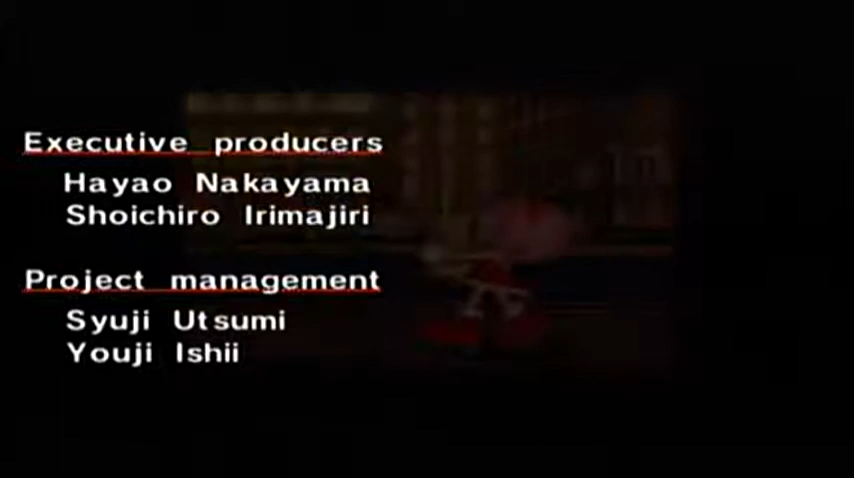 Executive producers
Hayao Nakayama
Shoichiro Irimajiri
Project management
Syuji Utsumi
Youji Ishii